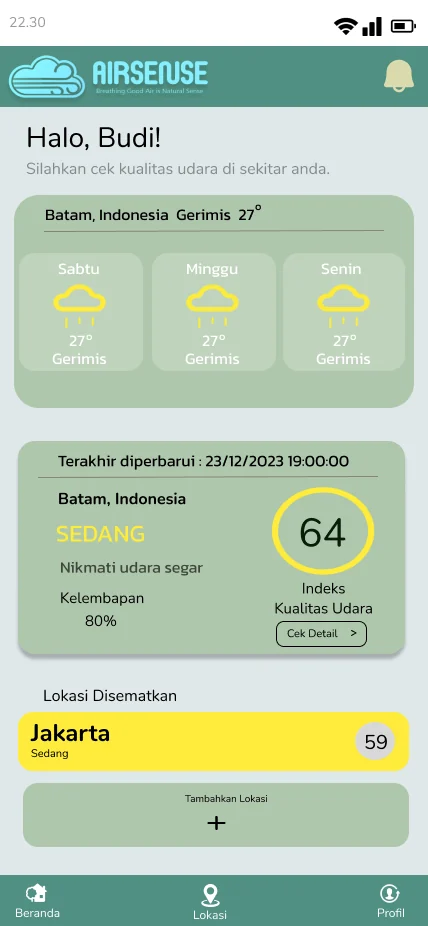 22.30
AIRSENSE
Breathing Good Air is Natural Sense
Halo, Budi!
Silahkan cek kualitas udara di sekitar anda.
Batam, Indonesia Gerimis 27°
Sabtu
27°
Gerimis
Minggu
27°
Gerimis
Senin
27°
Gerimis
Terakhir diperbarui : 23/12/2023 19:00:00
Batam, Indonesia
SEDANG
Nikmati udara segar
Kelembapan
80%
64
Indeks
Kualitas Udara
Cek Detail >
Lokasi Disematkan
Jakarta
Sedang
59
Tambahkan Lokasi
+
Beranda
Lokasi
Profil